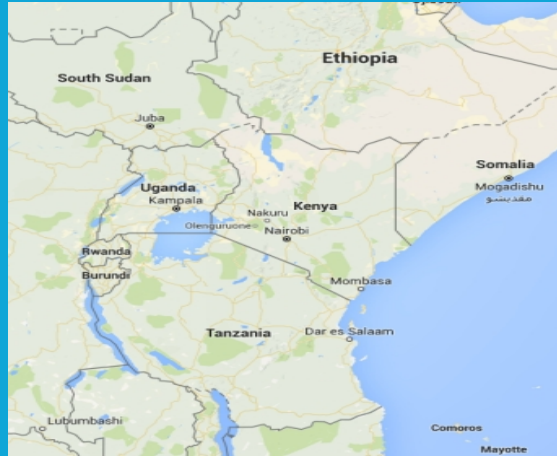 Ethiopia
South Sudan
Juba
Somalia
Mogadishu
مقديشو
Uganda
Kampala
Kenya
Nakuru
Olenguruone
Nairobi
Rwanda
Burundi
Mombasa
Tanzania
Dar es Salaam
Lubumbashi
Comoros
Mayotte